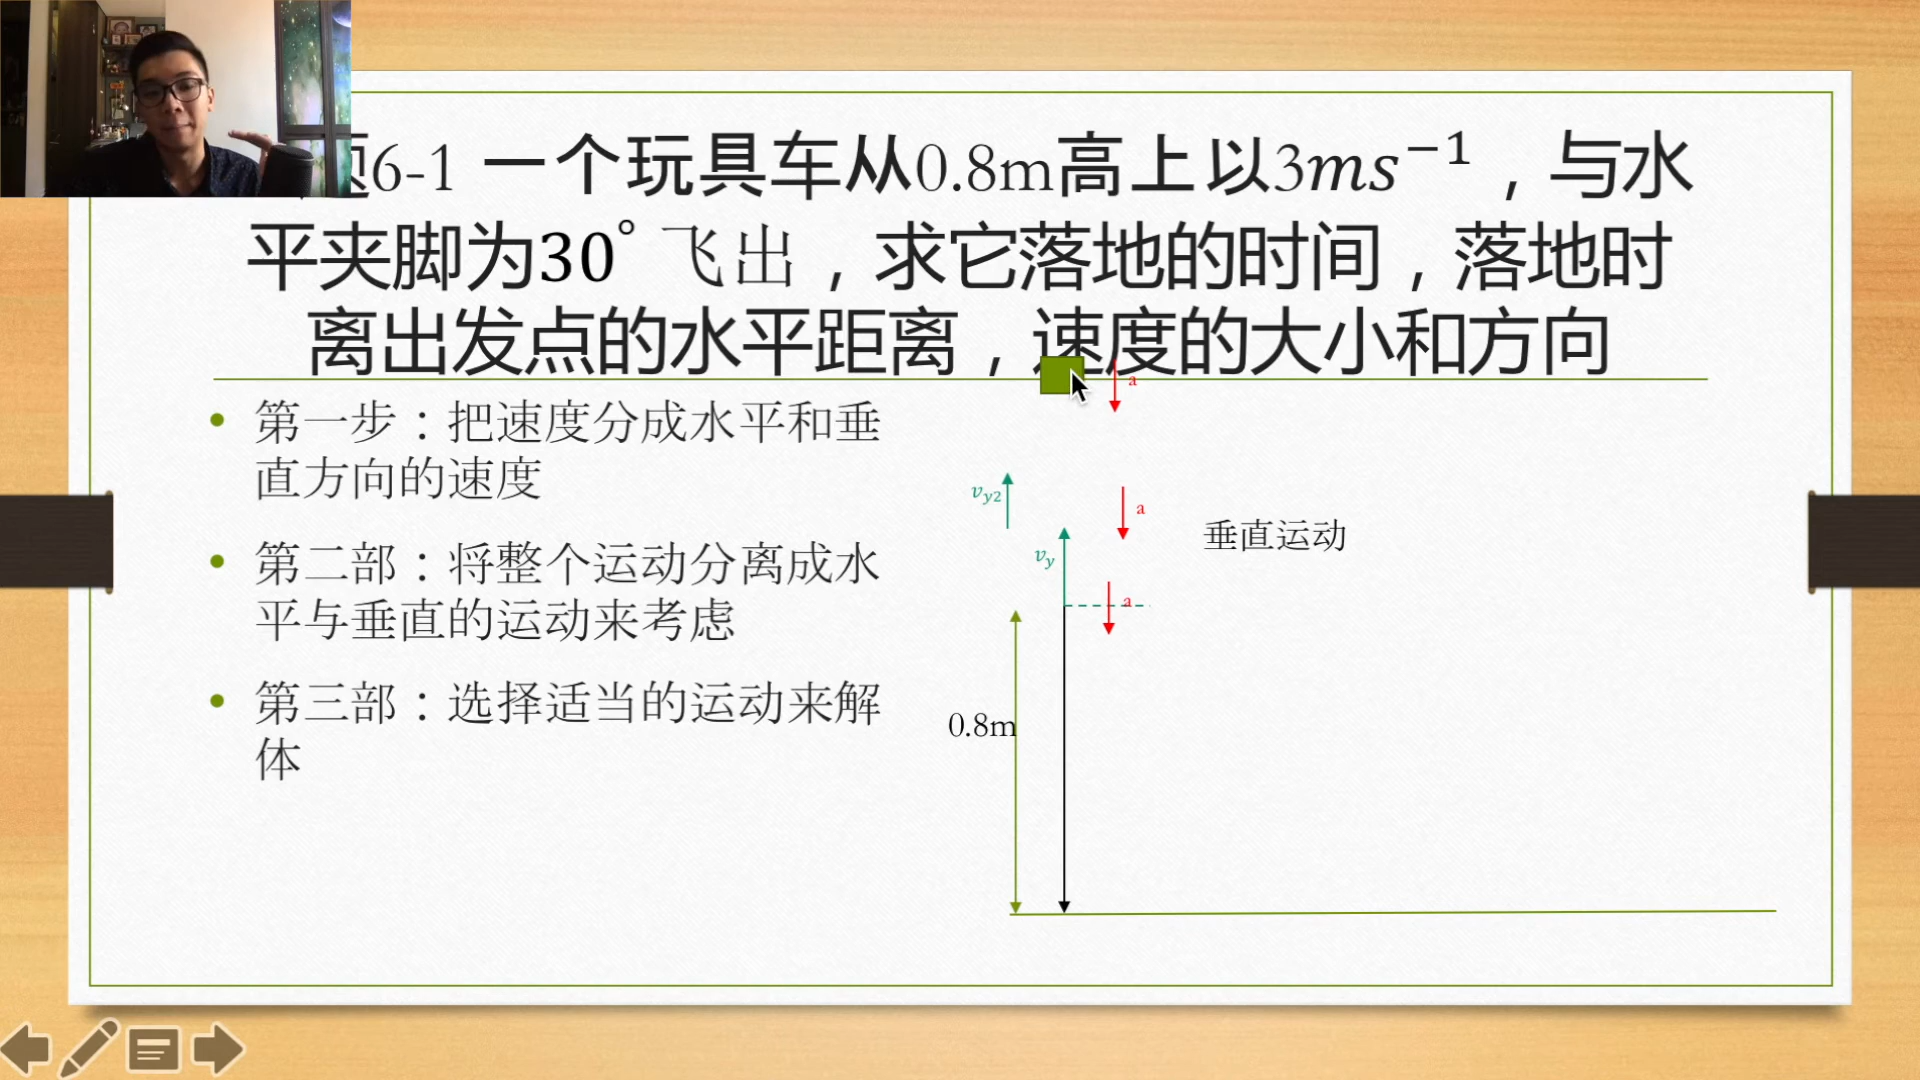 题6-1 一个玩具车从0.8m高上以3ms⁻¹，与水
平夹脚为30° 飞出，求它落地的时间，落地时
离出发点的水平距离，速度的大小和方向
• 第一步：把速度分成水平和垂
直方向的速度
• 第二部：将整个运动分离成水
平与垂直的运动来考虑
• 第三部：选择适当的运动来解
体
a
v_{y2}
a
垂直运动
v_y
a
0.8m